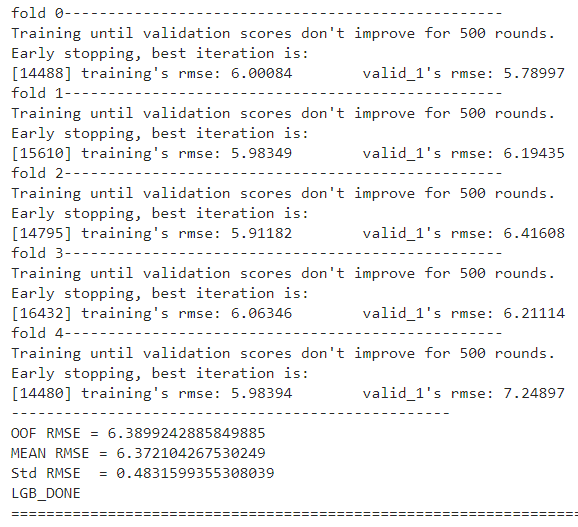 fold 0--------------------------------------------------
Training until validation scores don't improve for 500 rounds.
Early stopping, best iteration is:
[14488] training's rmse: 6.00084 valid_1's rmse: 5.78997
fold 1--------------------------------------------------
Training until validation scores don't improve for 500 rounds.
Early stopping, best iteration is:
[15610] training's rmse: 5.98349 valid_1's rmse: 6.19435
fold 2--------------------------------------------------
Training until validation scores don't improve for 500 rounds.
Early stopping, best iteration is:
[14795] training's rmse: 5.91182 valid_1's rmse: 6.41608
fold 3--------------------------------------------------
Training until validation scores don't improve for 500 rounds.
Early stopping, best iteration is:
[16432] training's rmse: 6.06346 valid_1's rmse: 6.21114
fold 4--------------------------------------------------
Training until validation scores don't improve for 500 rounds.
Early stopping, best iteration is:
[14480] training's rmse: 5.98394 valid_1's rmse: 7.24897
--------------------------------------------------
OOF RMSE = 6.3899242885849885
MEAN RMSE = 6.372104267530249
Std RMSE  = 0.4831599355308039
LGB_DONE
=================================================================